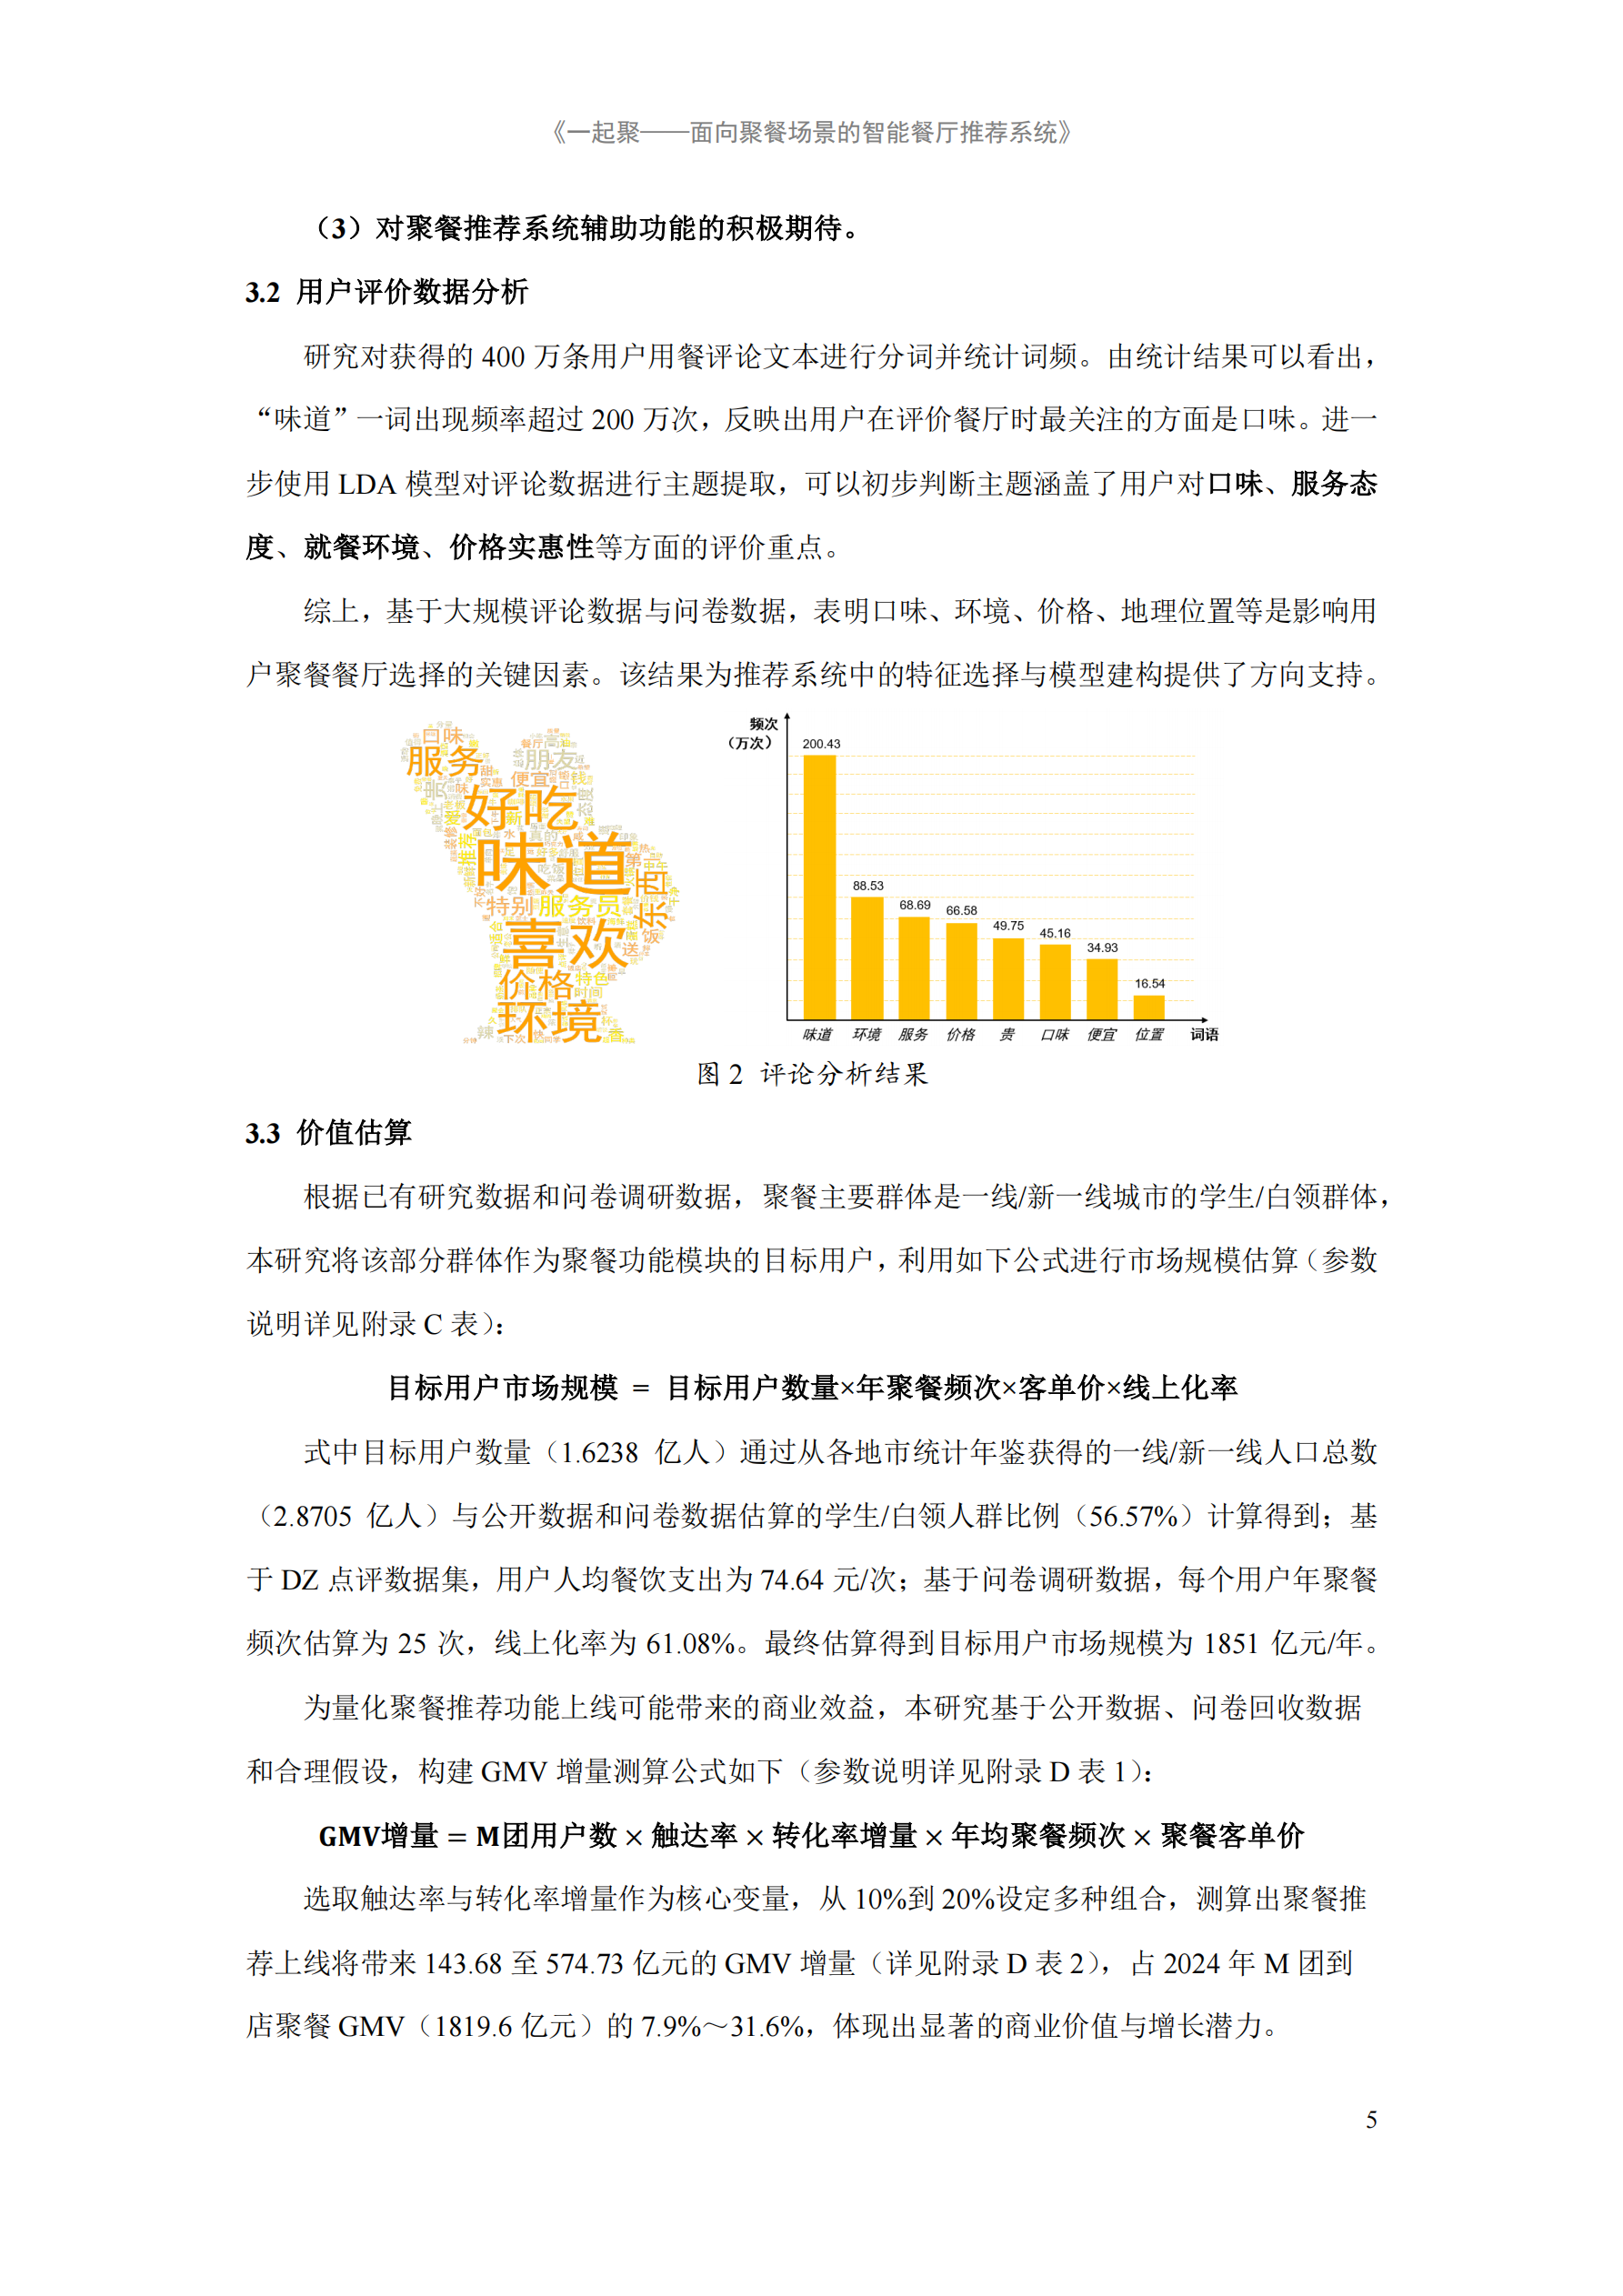 《一起聚——面向聚餐场景的智能餐厅推荐系统》
（3）对聚餐推荐系统辅助功能的积极期待。
3.2 用户评价数据分析
研究对获得的 400 万条用户用餐评论文本进行分词并统计词频。由统计结果可以看出，
“味道”一词出现频率超过 200 万次，反映出用户在评价餐厅时最关注的方面是口味。进一
步使用 LDA 模型对评论数据进行主题提取，可以初步判断主题涵盖了用户对口味、服务态
度、就餐环境、价格实惠性等方面的评价重点。
综上，基于大规模评论数据与问卷数据，表明口味、环境、价格、地理位置等是影响用
户聚餐餐厅选择的关键因素。该结果为推荐系统中的特征选择与模型建构提供了方向支持。
口味
服务
餐厅
朋友
便宜
钱
贵
好吃
态度
新
水
真的
推荐
味道
第一
东西
特别
服务员
喜欢
适合
饭
送
价格
特色
时间
环境
辣
下次
香
频次
（万次）
200.43
88.53
68.69
66.58
49.75
45.16
34.93
16.54
味道 环境 服务 价格 贵 口味 便宜 位置 词语
图 2 评论分析结果
3.3 价值估算
根据已有研究数据和问卷调研数据，聚餐主要群体是一线/新一线城市的学生/白领群体，
本研究将该部分群体作为聚餐功能模块的目标用户，利用如下公式进行市场规模估算（参数
说明详见附录 C 表）：
目标用户市场规模 = 目标用户数量×年聚餐频次×客单价×线上化率
式中目标用户数量（1.6238 亿人）通过从各地市统计年鉴获得的一线/新一线人口总数
（2.8705 亿人）与公开数据和问卷数据估算的学生/白领人群比例（56.57%）计算得到；基
于 DZ 点评数据集，用户人均餐饮支出为 74.64 元/次；基于问卷调研数据，每个用户年聚餐
频次估算为 25 次，线上化率为 61.08%。最终估算得到目标用户市场规模为 1851 亿元/年。
为量化聚餐推荐功能上线可能带来的商业效益，本研究基于公开数据、问卷回收数据
和合理假设，构建 GMV 增量测算公式如下（参数说明详见附录 D 表 1）：
GMV增量 = M团用户数 × 触达率 × 转化率增量 × 年均聚餐频次 × 聚餐客单价
选取触达率与转化率增量作为核心变量，从 10%到 20%设定多种组合，测算出聚餐推
荐上线将带来 143.68 至 574.73 亿元的 GMV 增量（详见附录 D 表 2），占 2024 年 M 团到
店聚餐 GMV（1819.6 亿元）的 7.9%～31.6%，体现出显著的商业价值与增长潜力。
5